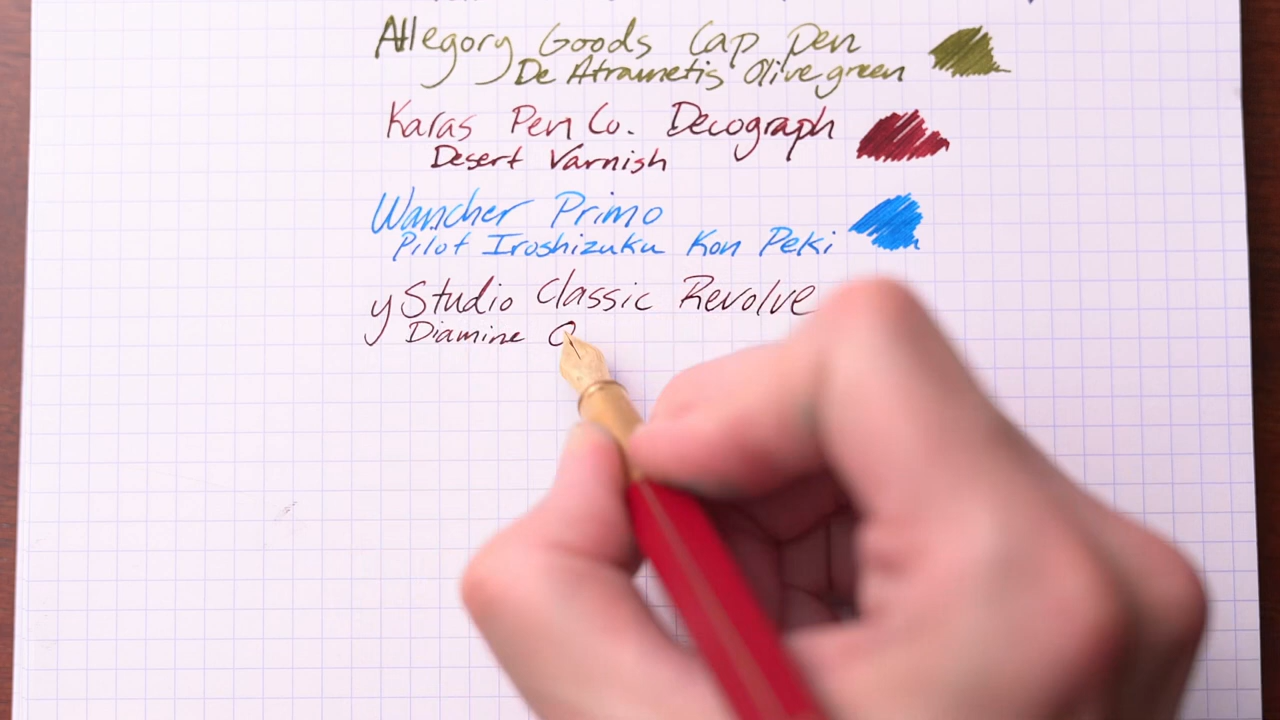 Allegory Goods Cap Pen
De Atramnetis Olive green
Karas Pen Co. Decograph
Desert Varnish
Wancher Primo
Pilot Iroshizuku Kon Peki
yStudio Classic Revolve
Diamine